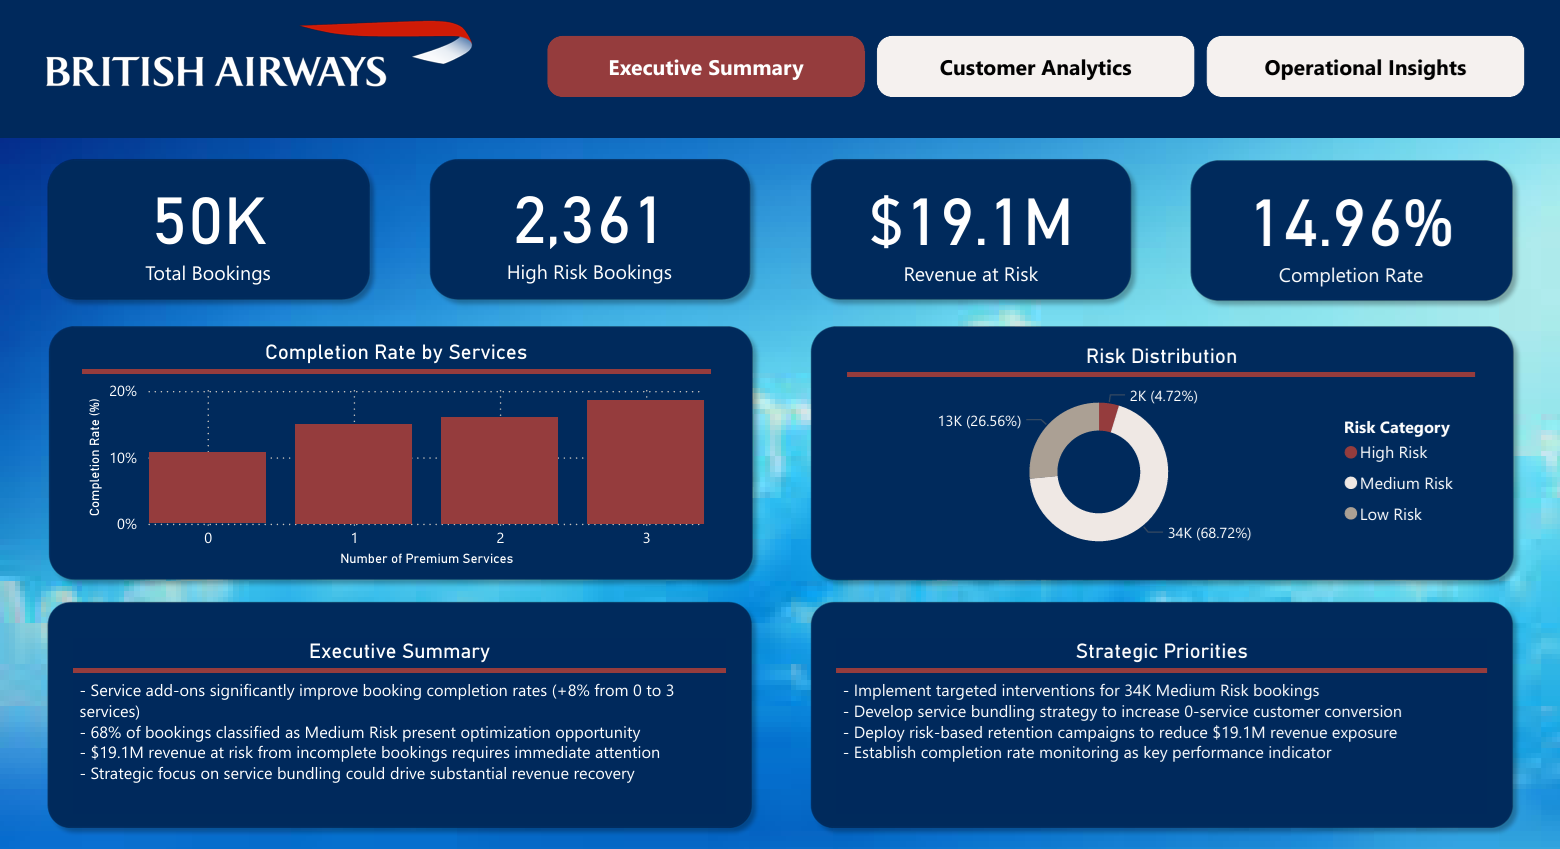 BRITISH AIRWAYS
Executive Summary
Customer Analytics
Operational Insights
50K
Total Bookings
2,361
High Risk Bookings
$19.1M
Revenue at Risk
14.96%
Completion Rate
Completion Rate by Services
Completion Rate (%)
20%
10%
0%
0
1
2
3
Number of Premium Services
Risk Distribution
2K (4.72%)
13K (26.56%)
34K (68.72%)
Risk Category
High Risk
Medium Risk
Low Risk
Executive Summary
- Service add-ons significantly improve booking completion rates (+8% from 0 to 3
services)
- 68% of bookings classified as Medium Risk present optimization opportunity
- $19.1M revenue at risk from incomplete bookings requires immediate attention
- Strategic focus on service bundling could drive substantial revenue recovery
Strategic Priorities
- Implement targeted interventions for 34K Medium Risk bookings
- Develop service bundling strategy to increase 0-service customer conversion
- Deploy risk-based retention campaigns to reduce $19.1M revenue exposure
- Establish completion rate monitoring as key performance indicator